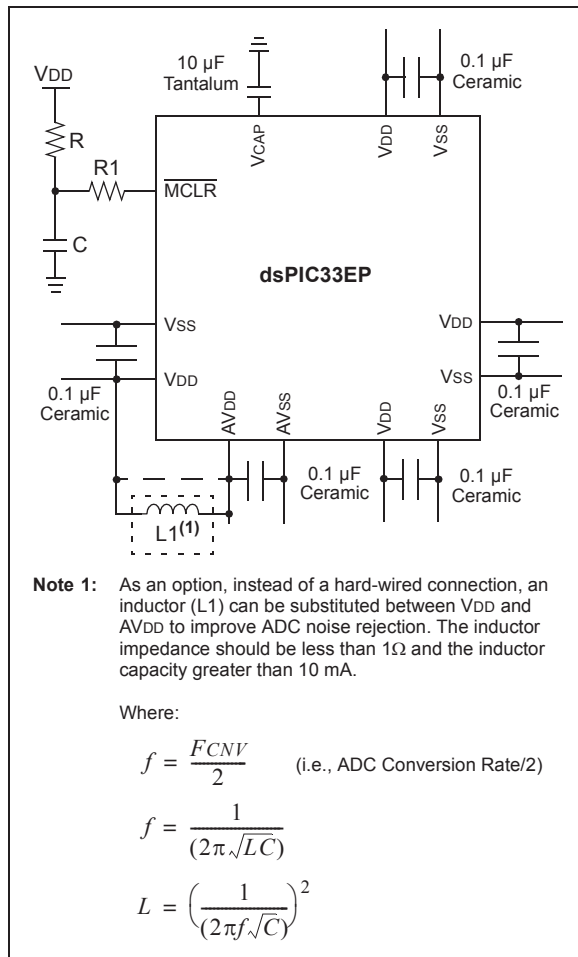 10 µF
Tantalum
0.1 µF
Ceramic
VDD
R
R1
C
VCAP
VDD
VSS
MCLR
dsPIC33EP
VSS
VDD
VDD
VSS
0.1 µF
Ceramic
0.1 µF
Ceramic
AVDD
AVSS
VDD
VSS
0.1 µF
Ceramic
0.1 µF
Ceramic
L1(1)
Note 1: As an option, instead of a hard-wired connection, an
inductor (L1) can be substituted between VDD and
AVDD to improve ADC noise rejection. The inductor
impedance should be less than 1Ω and the inductor
capacity greater than 10 mA.
Where:
f = FCNV / 2 (i.e., ADC Conversion Rate/2)
f = 1 / (2π√LC)
L = (1 / (2πf√C))²